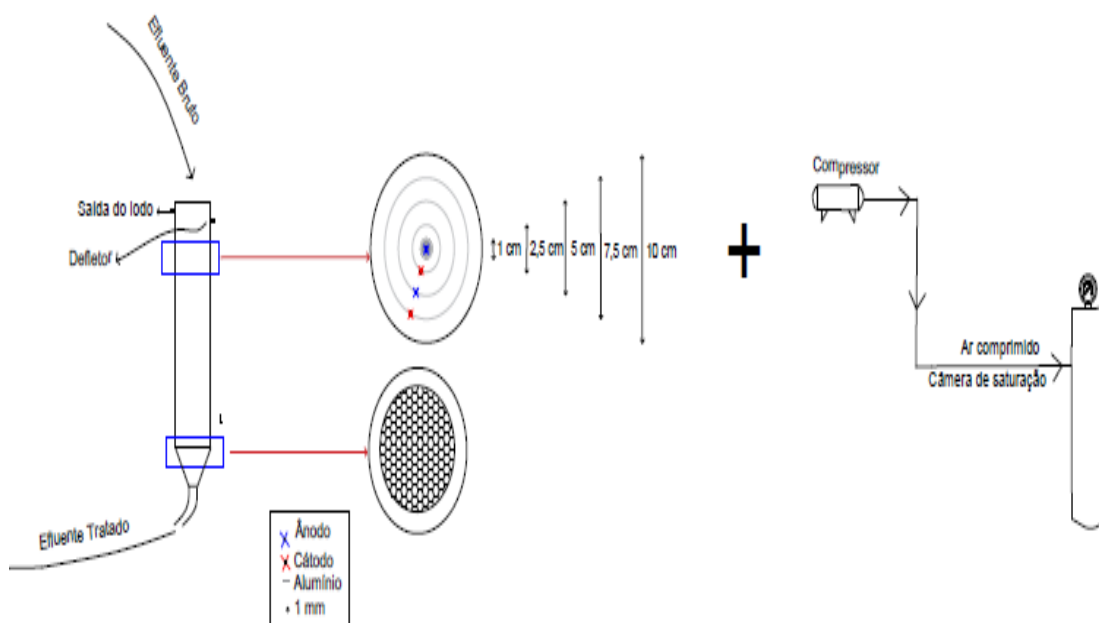 Efluente Bruto
Saída do lodo
Defletor
1 cm
2,5 cm
5 cm
7,5 cm
10 cm
+
Compressor
Ar comprimido
Câmera de saturação
Efluente Tratado
Ânodo
Cátodo
Alumínio
1 mm